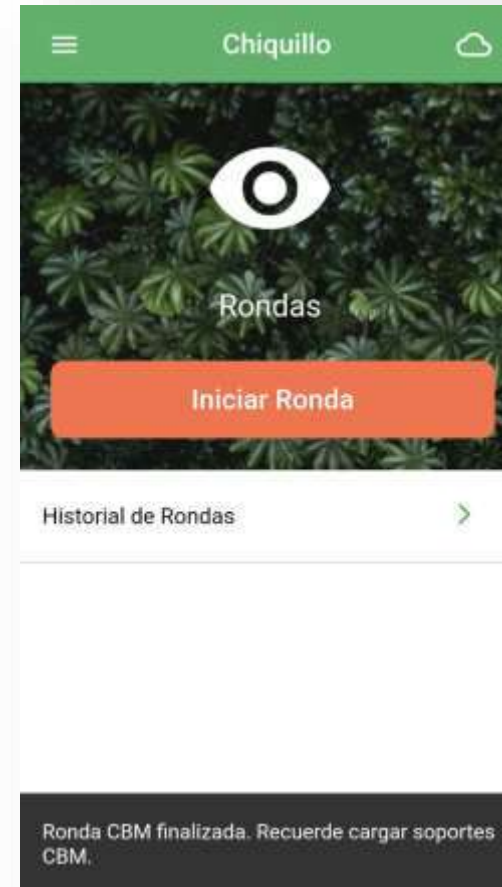 Chiquillo
Rondas
Iniciar Ronda
Historial de Rondas
Ronda CBM finalizada. Recuerde cargar soportes
CBM.